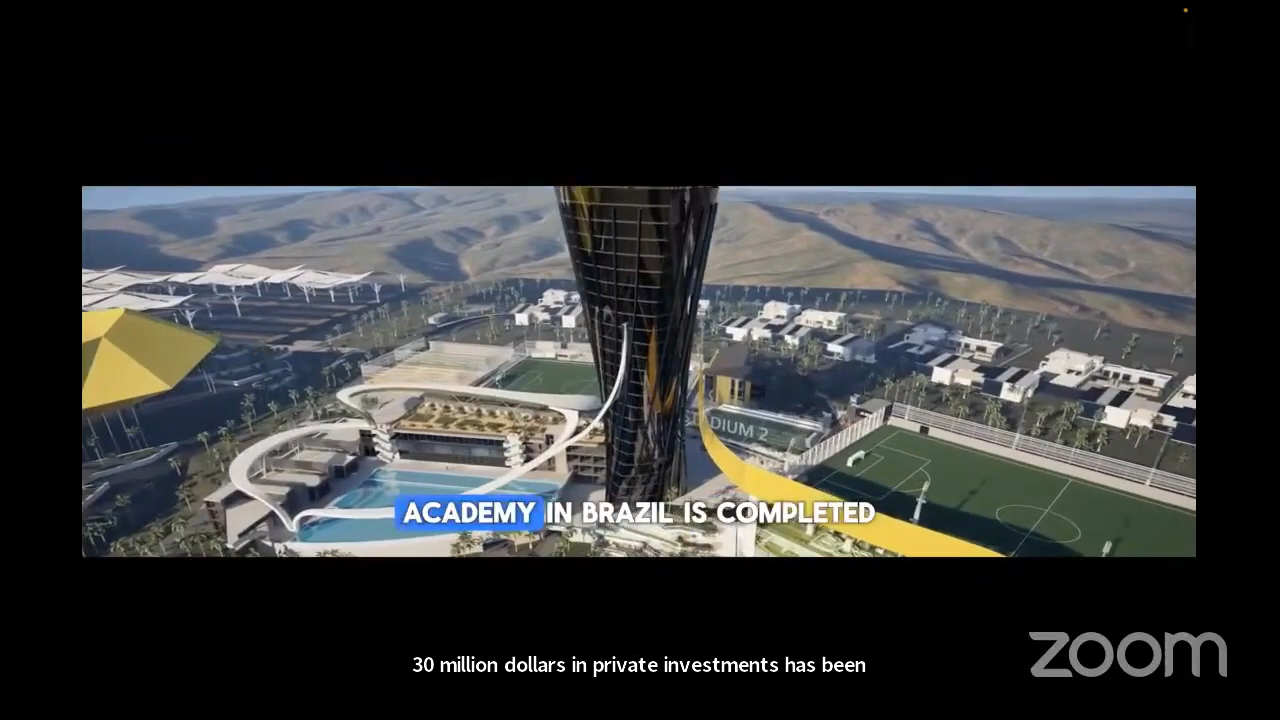 DIUM 2
ACADEMY IN BRAZIL IS COMPLETED
30 million dollars in private investments has been
zoom